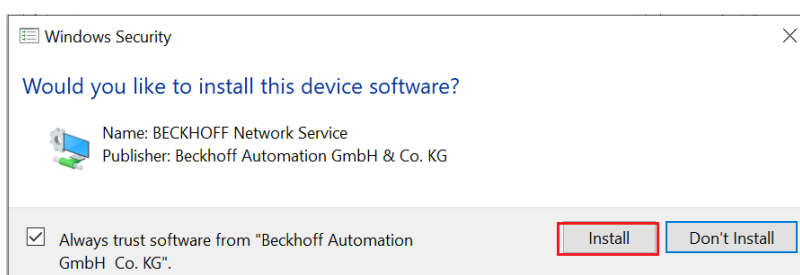 Windows Security
Would you like to install this device software?
Name: BECKHOFF Network Service
Publisher: Beckhoff Automation GmbH & Co. KG
Always trust software from "Beckhoff Automation
GmbH  Co. KG".
Install
Don't Install